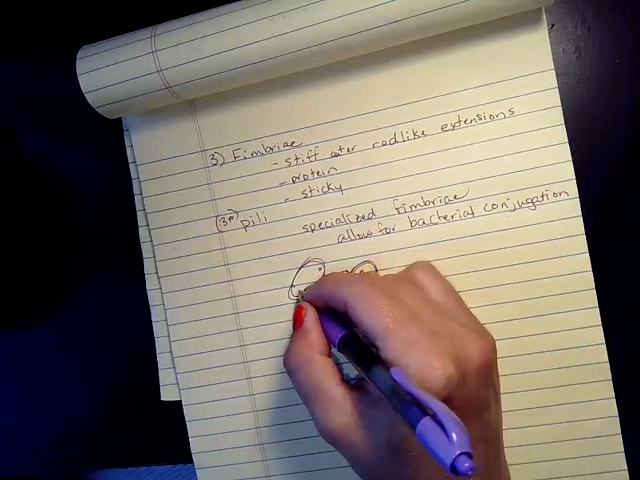 3) Fimbriae
- stiff outer rodlike extensions
- protein
- sticky
(3A) pili specialized fimbriae
allow for bacterial conjugation